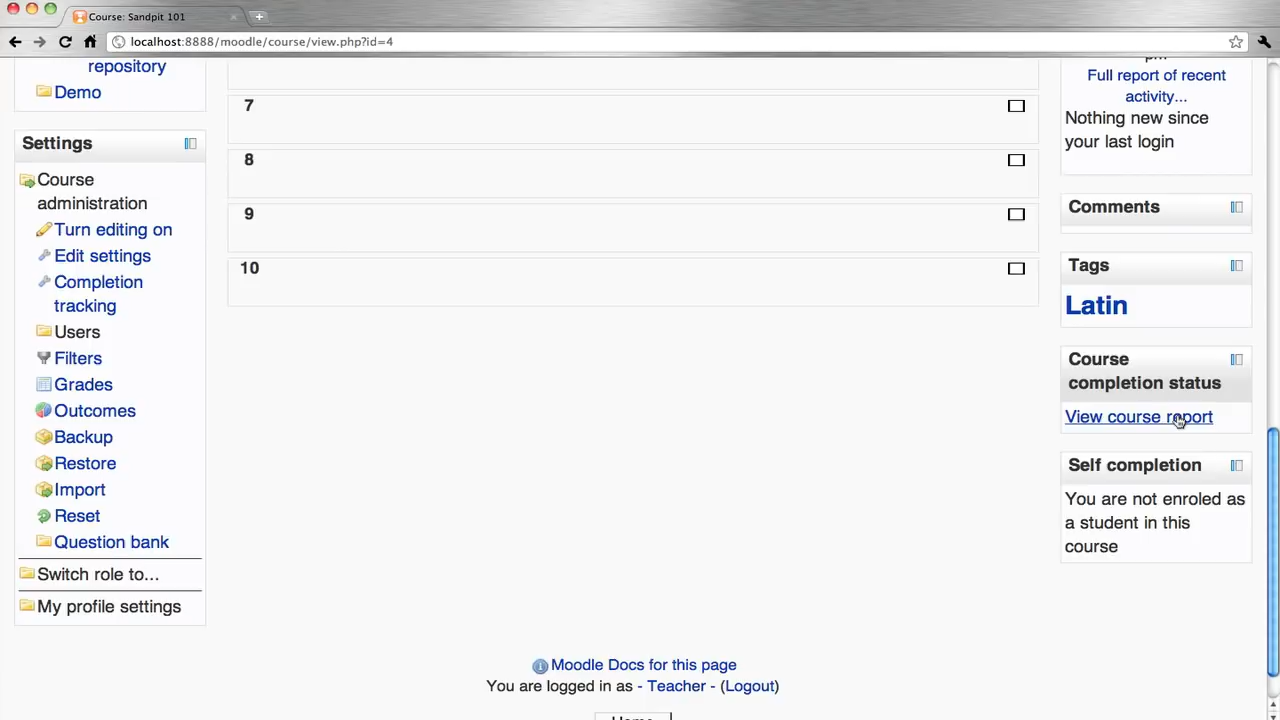 Course: Sandpit 101
localhost:8888/moodle/course/view.php?id=4
repository
Demo
Settings
Course
administration
Turn editing on
Edit settings
Completion
tracking
Users
Filters
Grades
Outcomes
Backup
Restore
Import
Reset
Question bank
Switch role to...
My profile settings
7
8
9
10
pm
Full report of recent
activity...
Nothing new since
your last login
Comments
Tags
Latin
Course
completion status
View course report
Self completion
You are not enroled as
a student in this
course
Moodle Docs for this page
You are logged in as - Teacher - (Logout)
Home